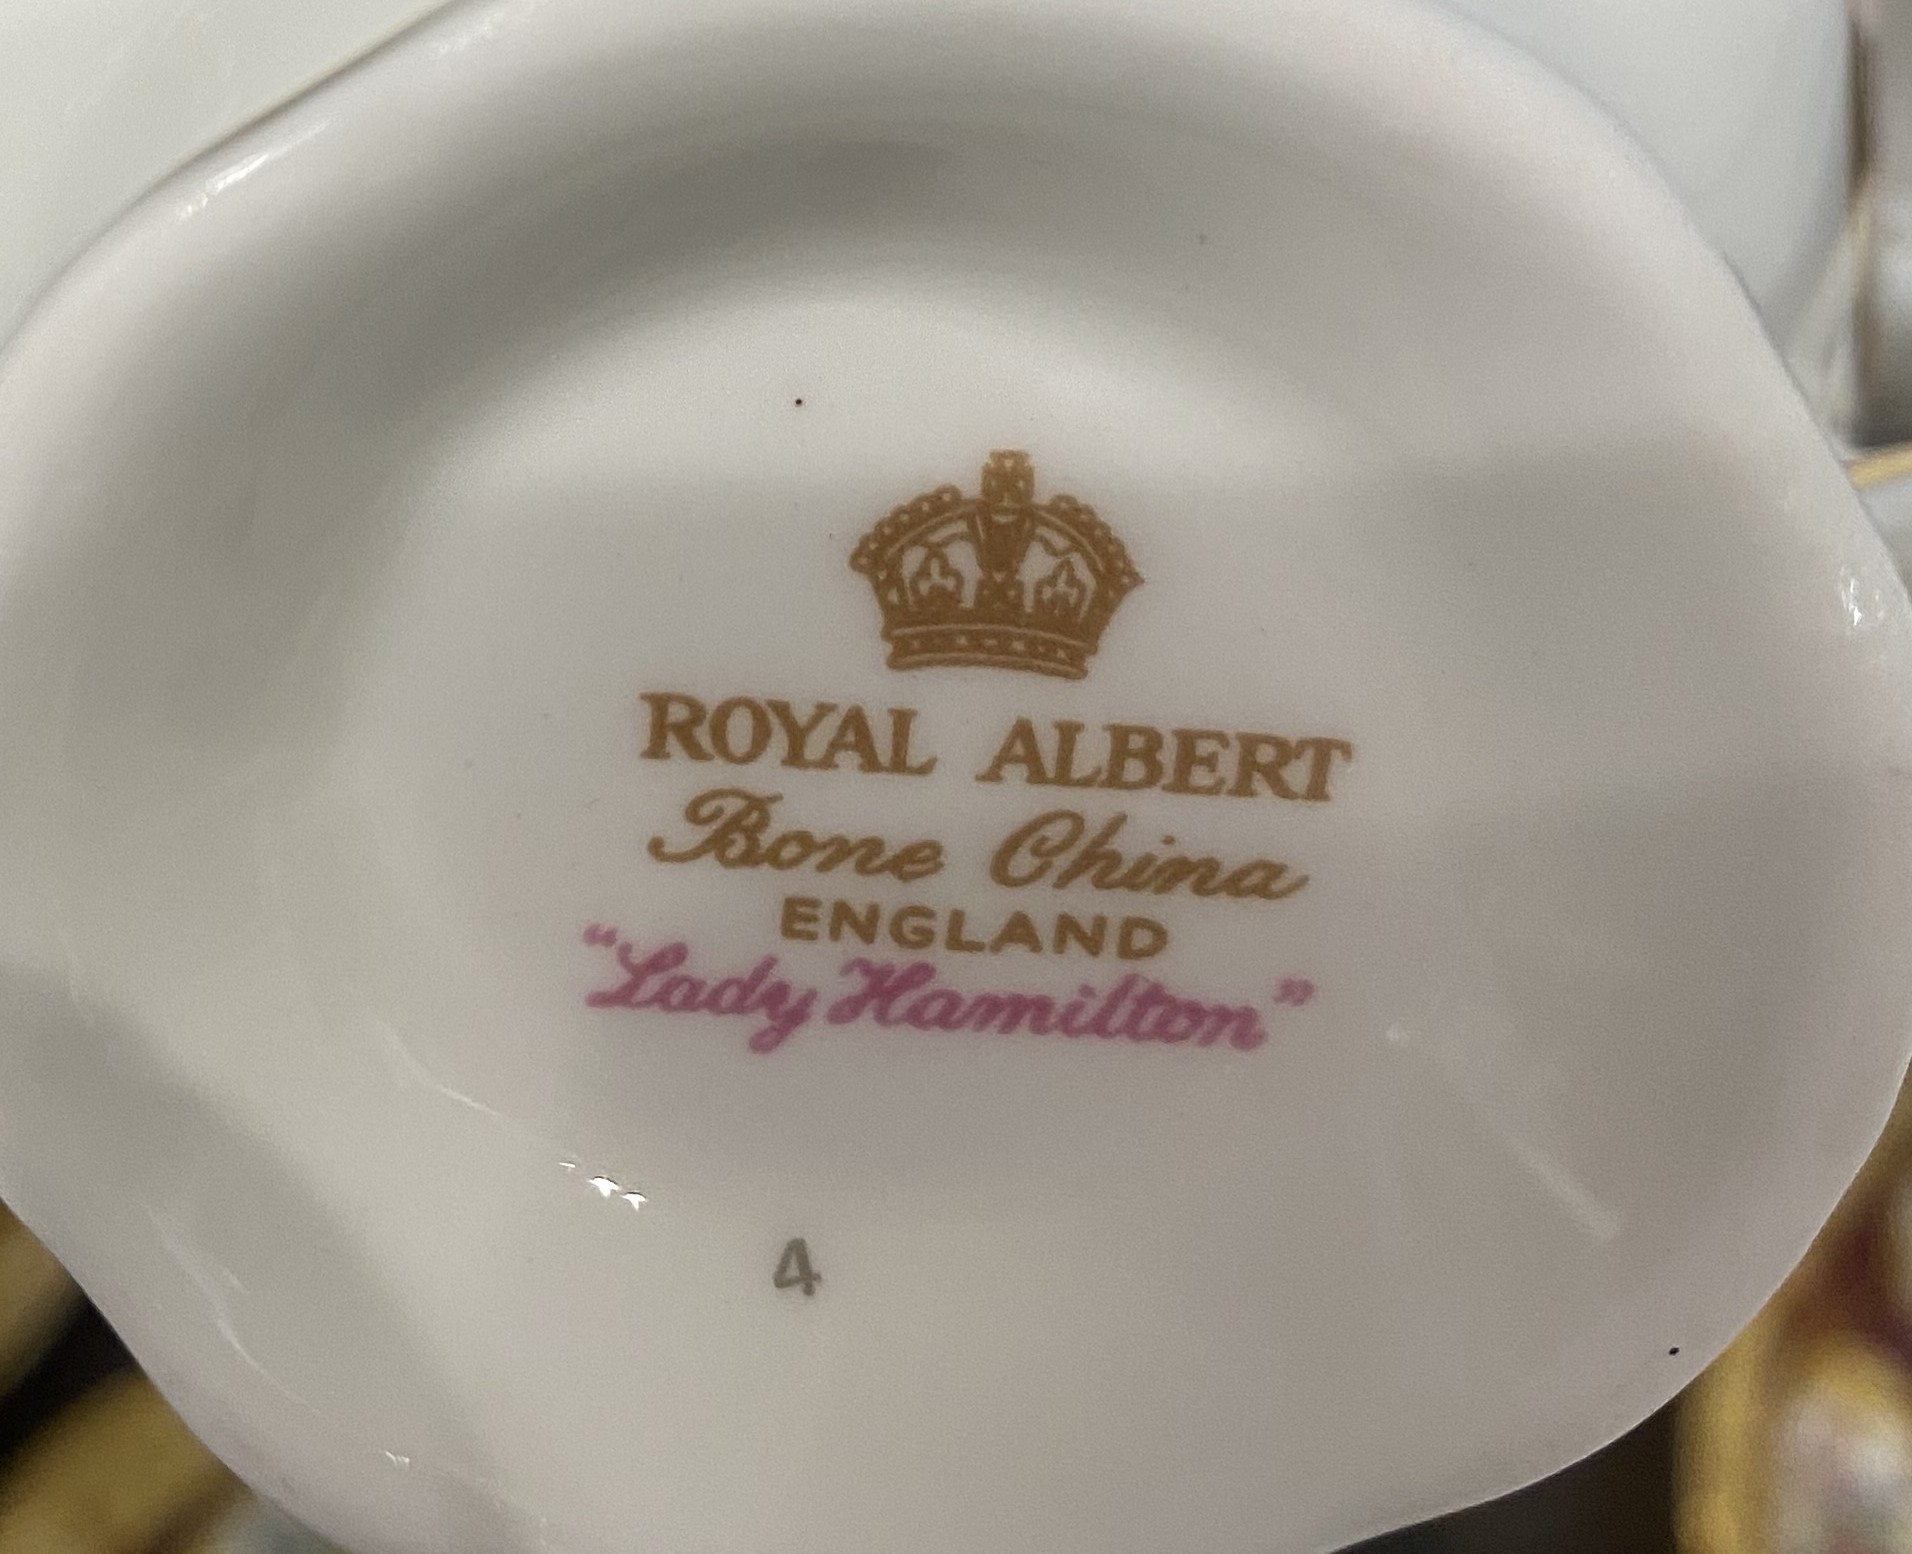 ROYAL ALBERT
Bone China
ENGLAND
"Lady Hamilton"
4